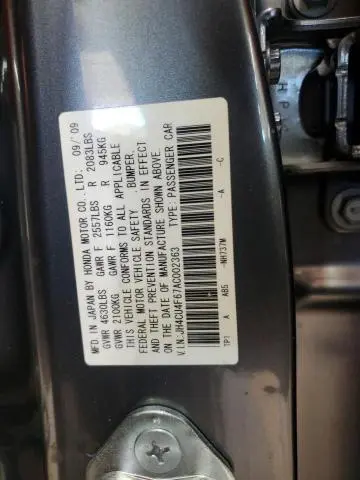 MFD. IN JAPAN BY HONDA MOTOR CO. LTD. 09/'09
GVWR 4630LBS GAWR F 2557LBS R 2083LBS
GVWR 2100KG GAWR F 1160KG R 945KG
THIS VEHICLE CONFORMS TO ALL APPLICABLE
FEDERAL MOTOR VEHICLE SAFETY, BUMPER,
AND THEFT PREVENTION STANDARDS IN EFFECT
ON THE DATE OF MANUFACTURE SHOWN ABOVE.
V.I.N:JH4CU2F67AC002363 TYPE: PASSENGER CAR
TP1 A AB5 -NH737M -A -C